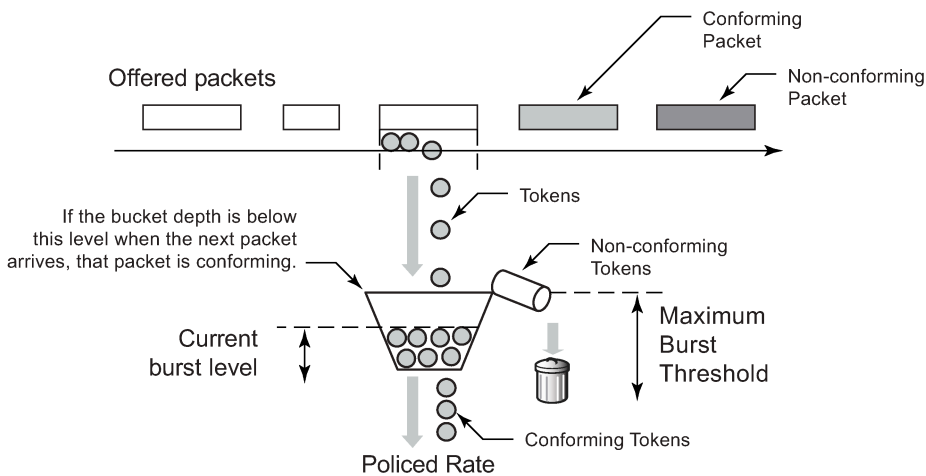 Conforming
Packet
Offered packets
Non-conforming
Packet
Tokens
If the bucket depth is below
this level when the next packet
arrives, that packet is conforming.
Non-conforming
Tokens
Current
burst level
Maximum
Burst
Threshold
Conforming Tokens
Policed Rate